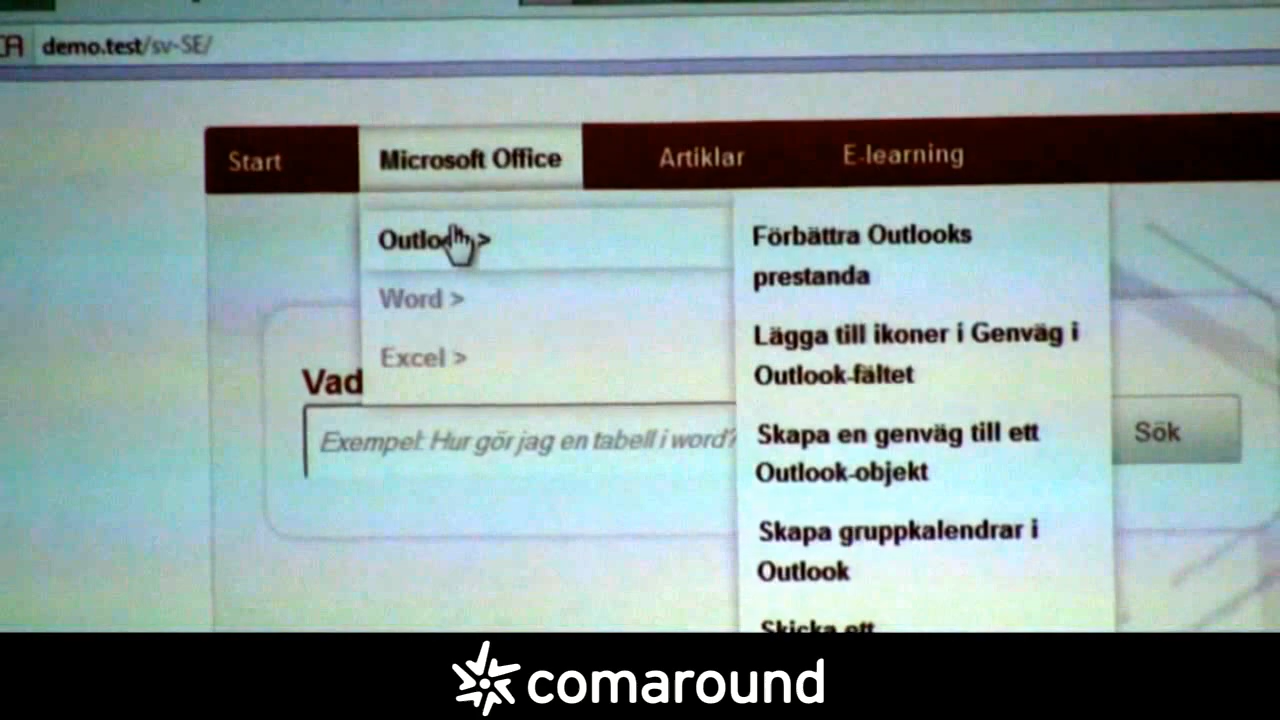 demo.test/sv-SE/
Start
Microsoft Office
Artiklar
E-learning
>
Word >
Excel >
Förbättra Outlooks
prestanda
Lägga till ikoner i Genväg i
Outlook-fältet
Skapa en genväg till ett
Outlook-objekt
Skapa gruppkalendrar i
Outlook
Skicka ett
Vad
Exempel: Hur gör jag en tabell i word?
Sök
comaround